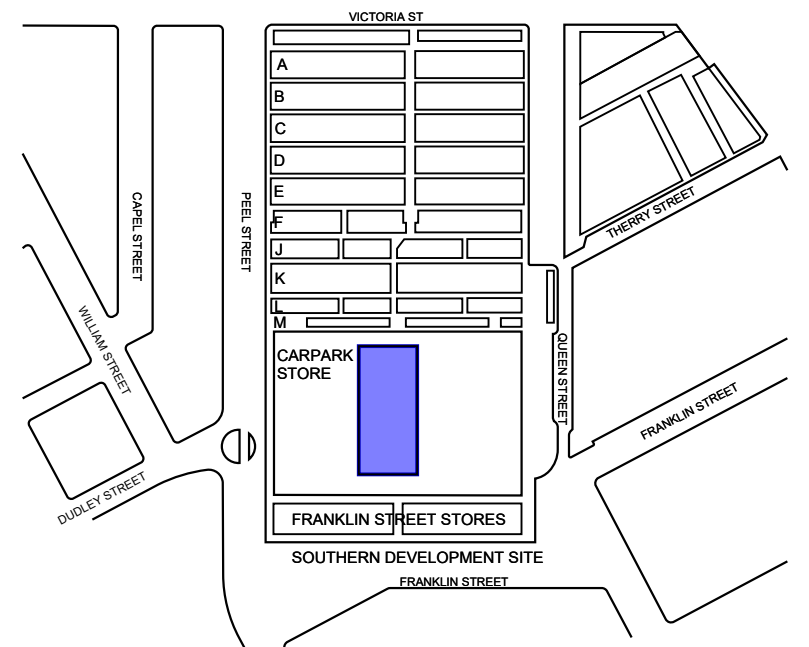 VICTORIA ST
A
B
C
D
E
F
J
K
L
M
CAPEL STREET
PEEL STREET
THERRY STREET
WILLIAM STREET
CARPARK
STORE
QUEEN STREET
FRANKLIN STREET
DUDLEY STREET
FRANKLIN STREET STORES
SOUTHERN DEVELOPMENT SITE
FRANKLIN STREET